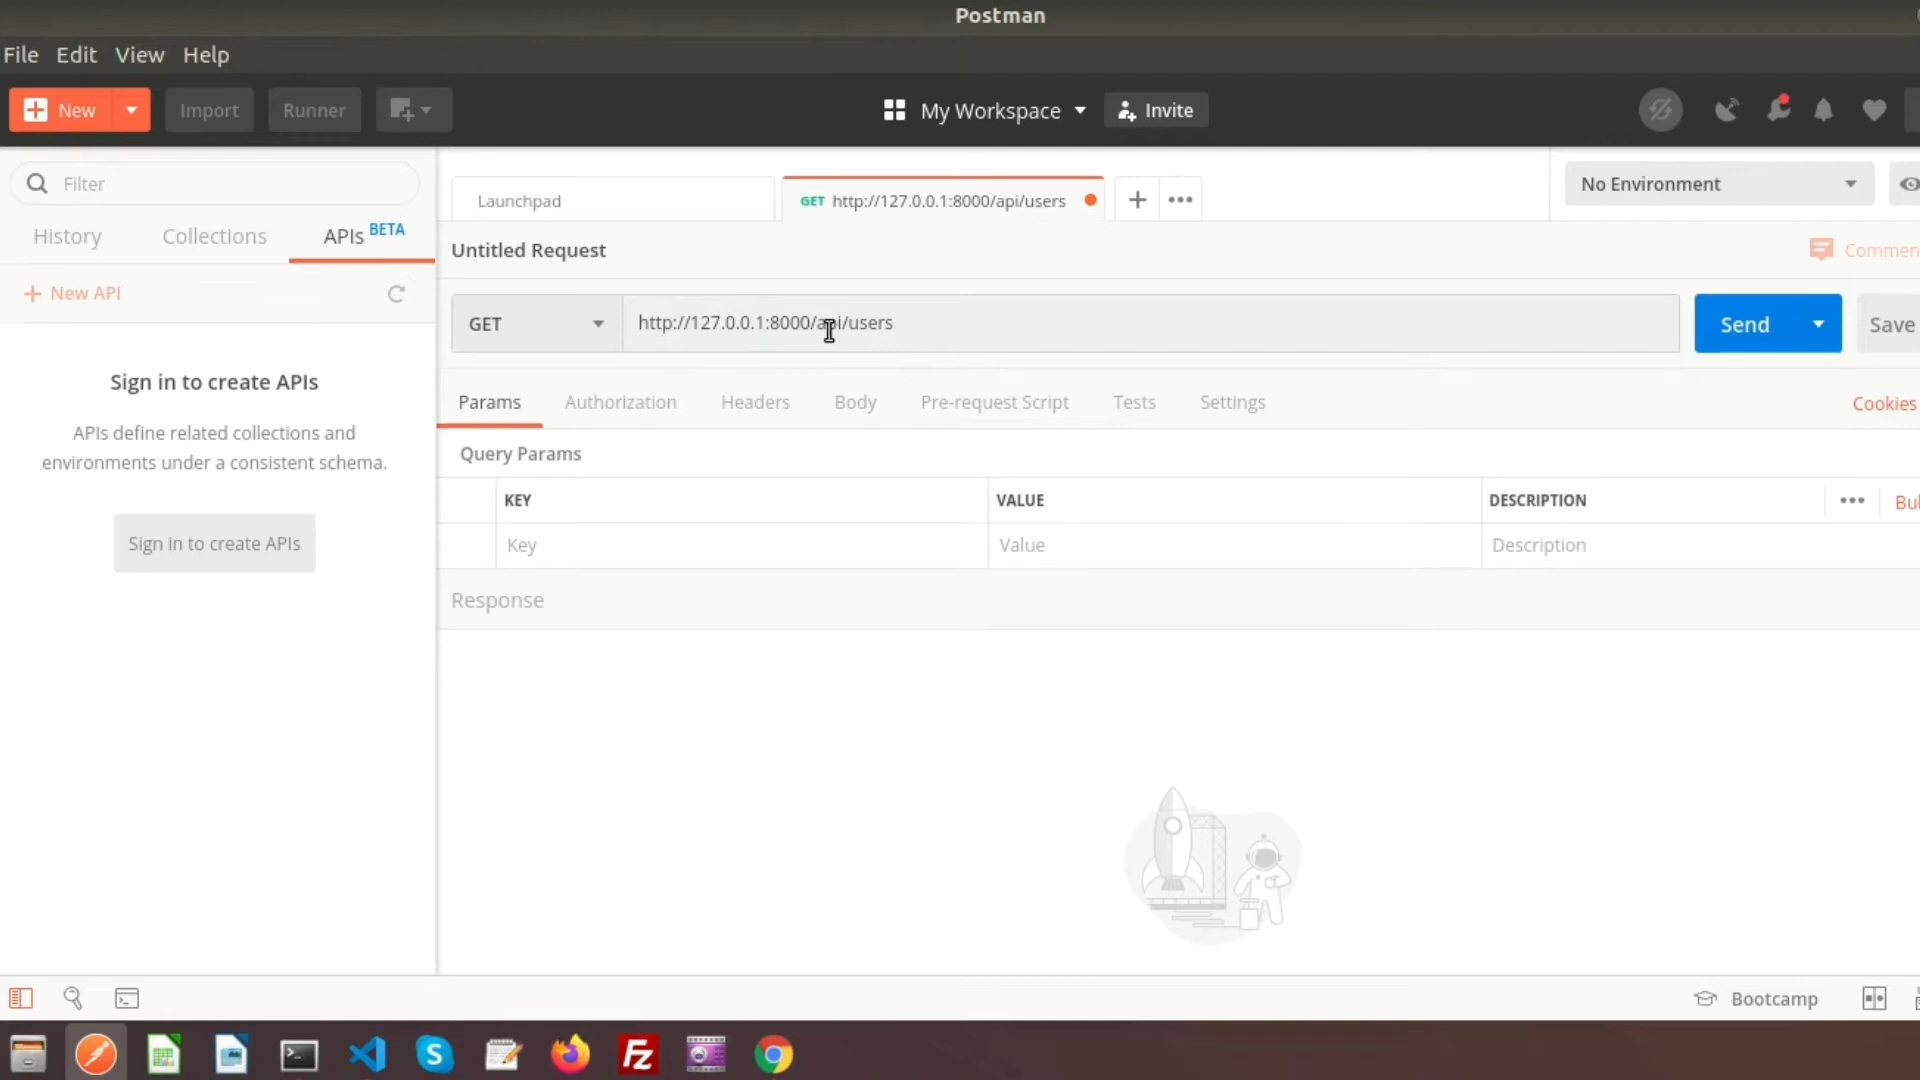 Postman
File Edit View Help
New Import Runner My Workspace Invite
Filter
History Collections APIs BETA
New API
Sign in to create APIs
APIs define related collections and
environments under a consistent schema.
Sign in to create APIs
Launchpad GET http://127.0.0.1:8000/api/users No Environment
Untitled Request Commen
GET http://127.0.0.1:8000/api/users Send Save
Params Authorization Headers Body Pre-request Script Tests Settings Cookies
Query Params
KEY VALUE DESCRIPTION Bul
Key Value Description
Response
Bootcamp
S
FZ